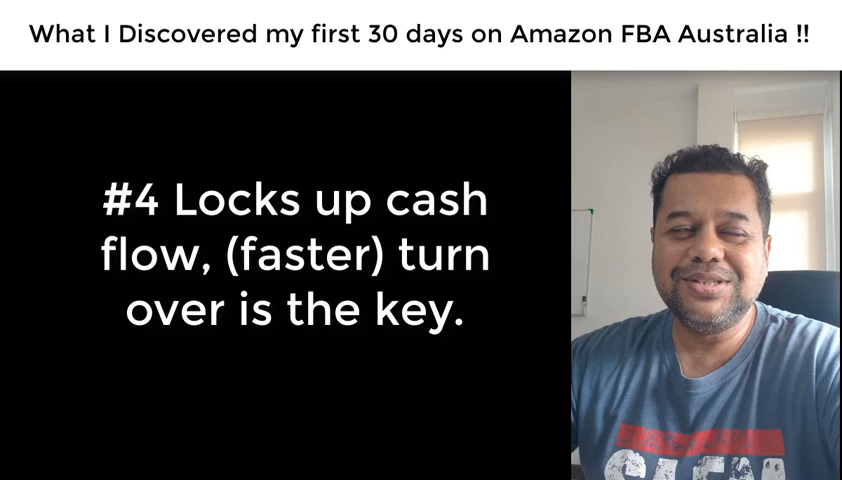 What I Discovered my first 30 days on Amazon FBA Australia !!
#4 Locks up cash
flow, (faster) turn
over is the key.